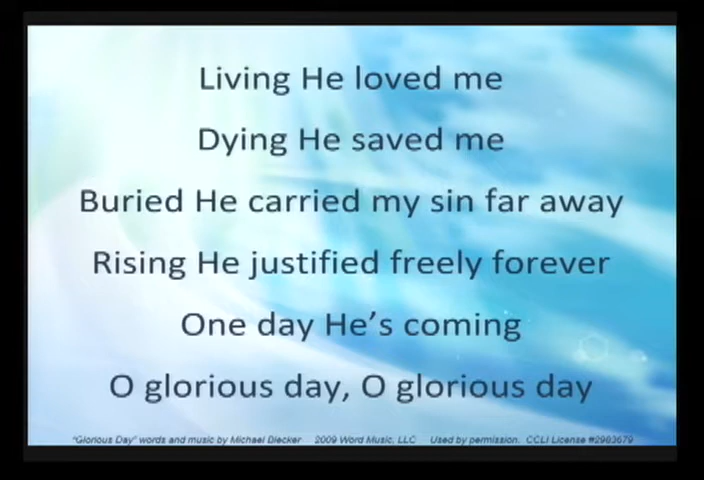 Living He loved me
Dying He saved me
Buried He carried my sin far away
Rising He justified freely forever
One day He's coming
O glorious day, O glorious day
"Glorious Day" words and music by Michael Bleecker 2009 Word Music, LLC Used by permission. CCLI License #2983679